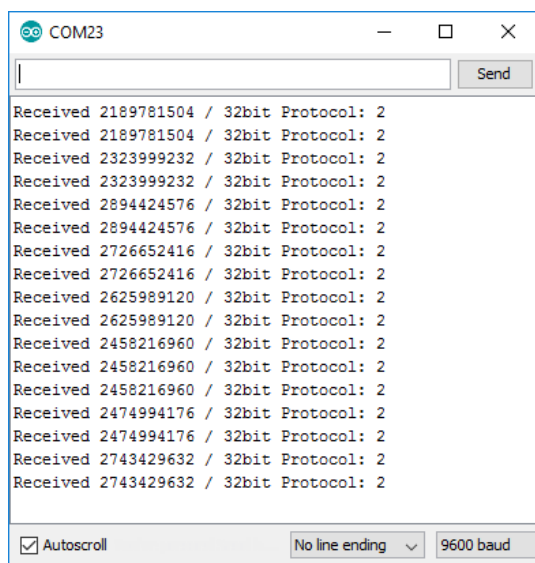 COM23
Send
Received 2189781504 / 32bit Protocol: 2
Received 2189781504 / 32bit Protocol: 2
Received 2323999232 / 32bit Protocol: 2
Received 2323999232 / 32bit Protocol: 2
Received 2894424576 / 32bit Protocol: 2
Received 2894424576 / 32bit Protocol: 2
Received 2726652416 / 32bit Protocol: 2
Received 2726652416 / 32bit Protocol: 2
Received 2625989120 / 32bit Protocol: 2
Received 2625989120 / 32bit Protocol: 2
Received 2458216960 / 32bit Protocol: 2
Received 2458216960 / 32bit Protocol: 2
Received 2458216960 / 32bit Protocol: 2
Received 2474994176 / 32bit Protocol: 2
Received 2474994176 / 32bit Protocol: 2
Received 2743429632 / 32bit Protocol: 2
Received 2743429632 / 32bit Protocol: 2
Autoscroll No line ending 9600 baud